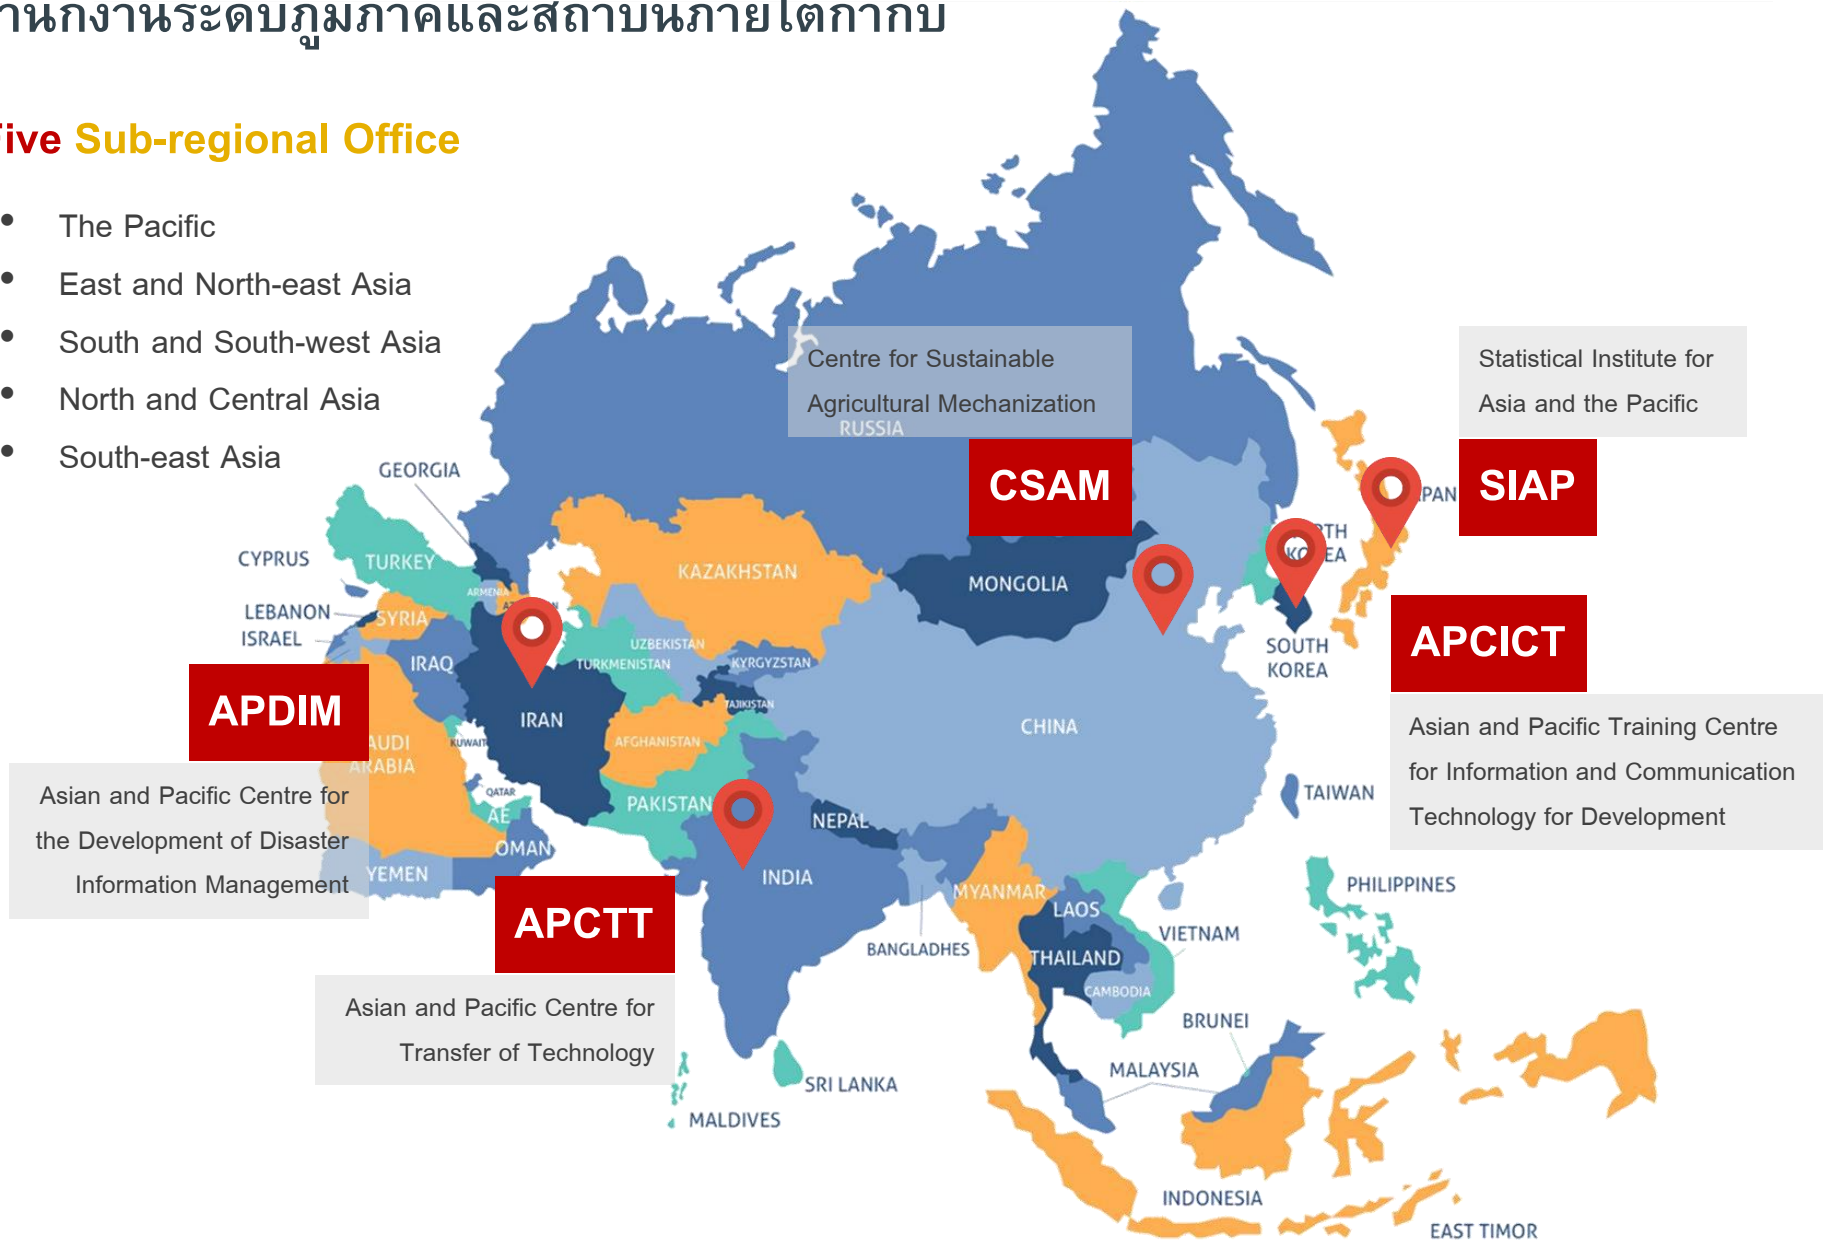 สำนักงานระดับภูมิภาคและสถาบันภายใต้กำกับ
Five Sub-regional Office
• The Pacific
• East and North-east Asia
• South and South-west Asia
• North and Central Asia
• South-east Asia
Centre for Sustainable
Agricultural Mechanization
CSAM
Statistical Institute for
Asia and the Pacific
SIAP
APCICT
Asian and Pacific Training Centre
for Information and Communication
Technology for Development
APDIM
Asian and Pacific Centre for
the Development of Disaster
Information Management
APCTT
Asian and Pacific Centre for
Transfer of Technology
RUSSIA
GEORGIA
CYPRUS
TURKEY
ARMENIA
LEBANON
SYRIA
ISRAEL
IRAQ
KAZAKHSTAN
UZBEKISTAN
TURKMENISTAN
KYRGYZSTAN
TAJIKISTAN
MONGOLIA
KOREA
SOUTH
KOREA
IRAN
AFGHANISTAN
CHINA
KUWAIT
ARABIA
QATAR
AE
OMAN
YEMEN
PAKISTAN
NEPAL
INDIA
TAIWAN
MYANMAR
LAOS
BANGLADHES
THAILAND
VIETNAM
CAMBODIA
PHILIPPINES
BRUNEI
MALAYSIA
SRI LANKA
MALDIVES
INDONESIA
EAST TIMOR